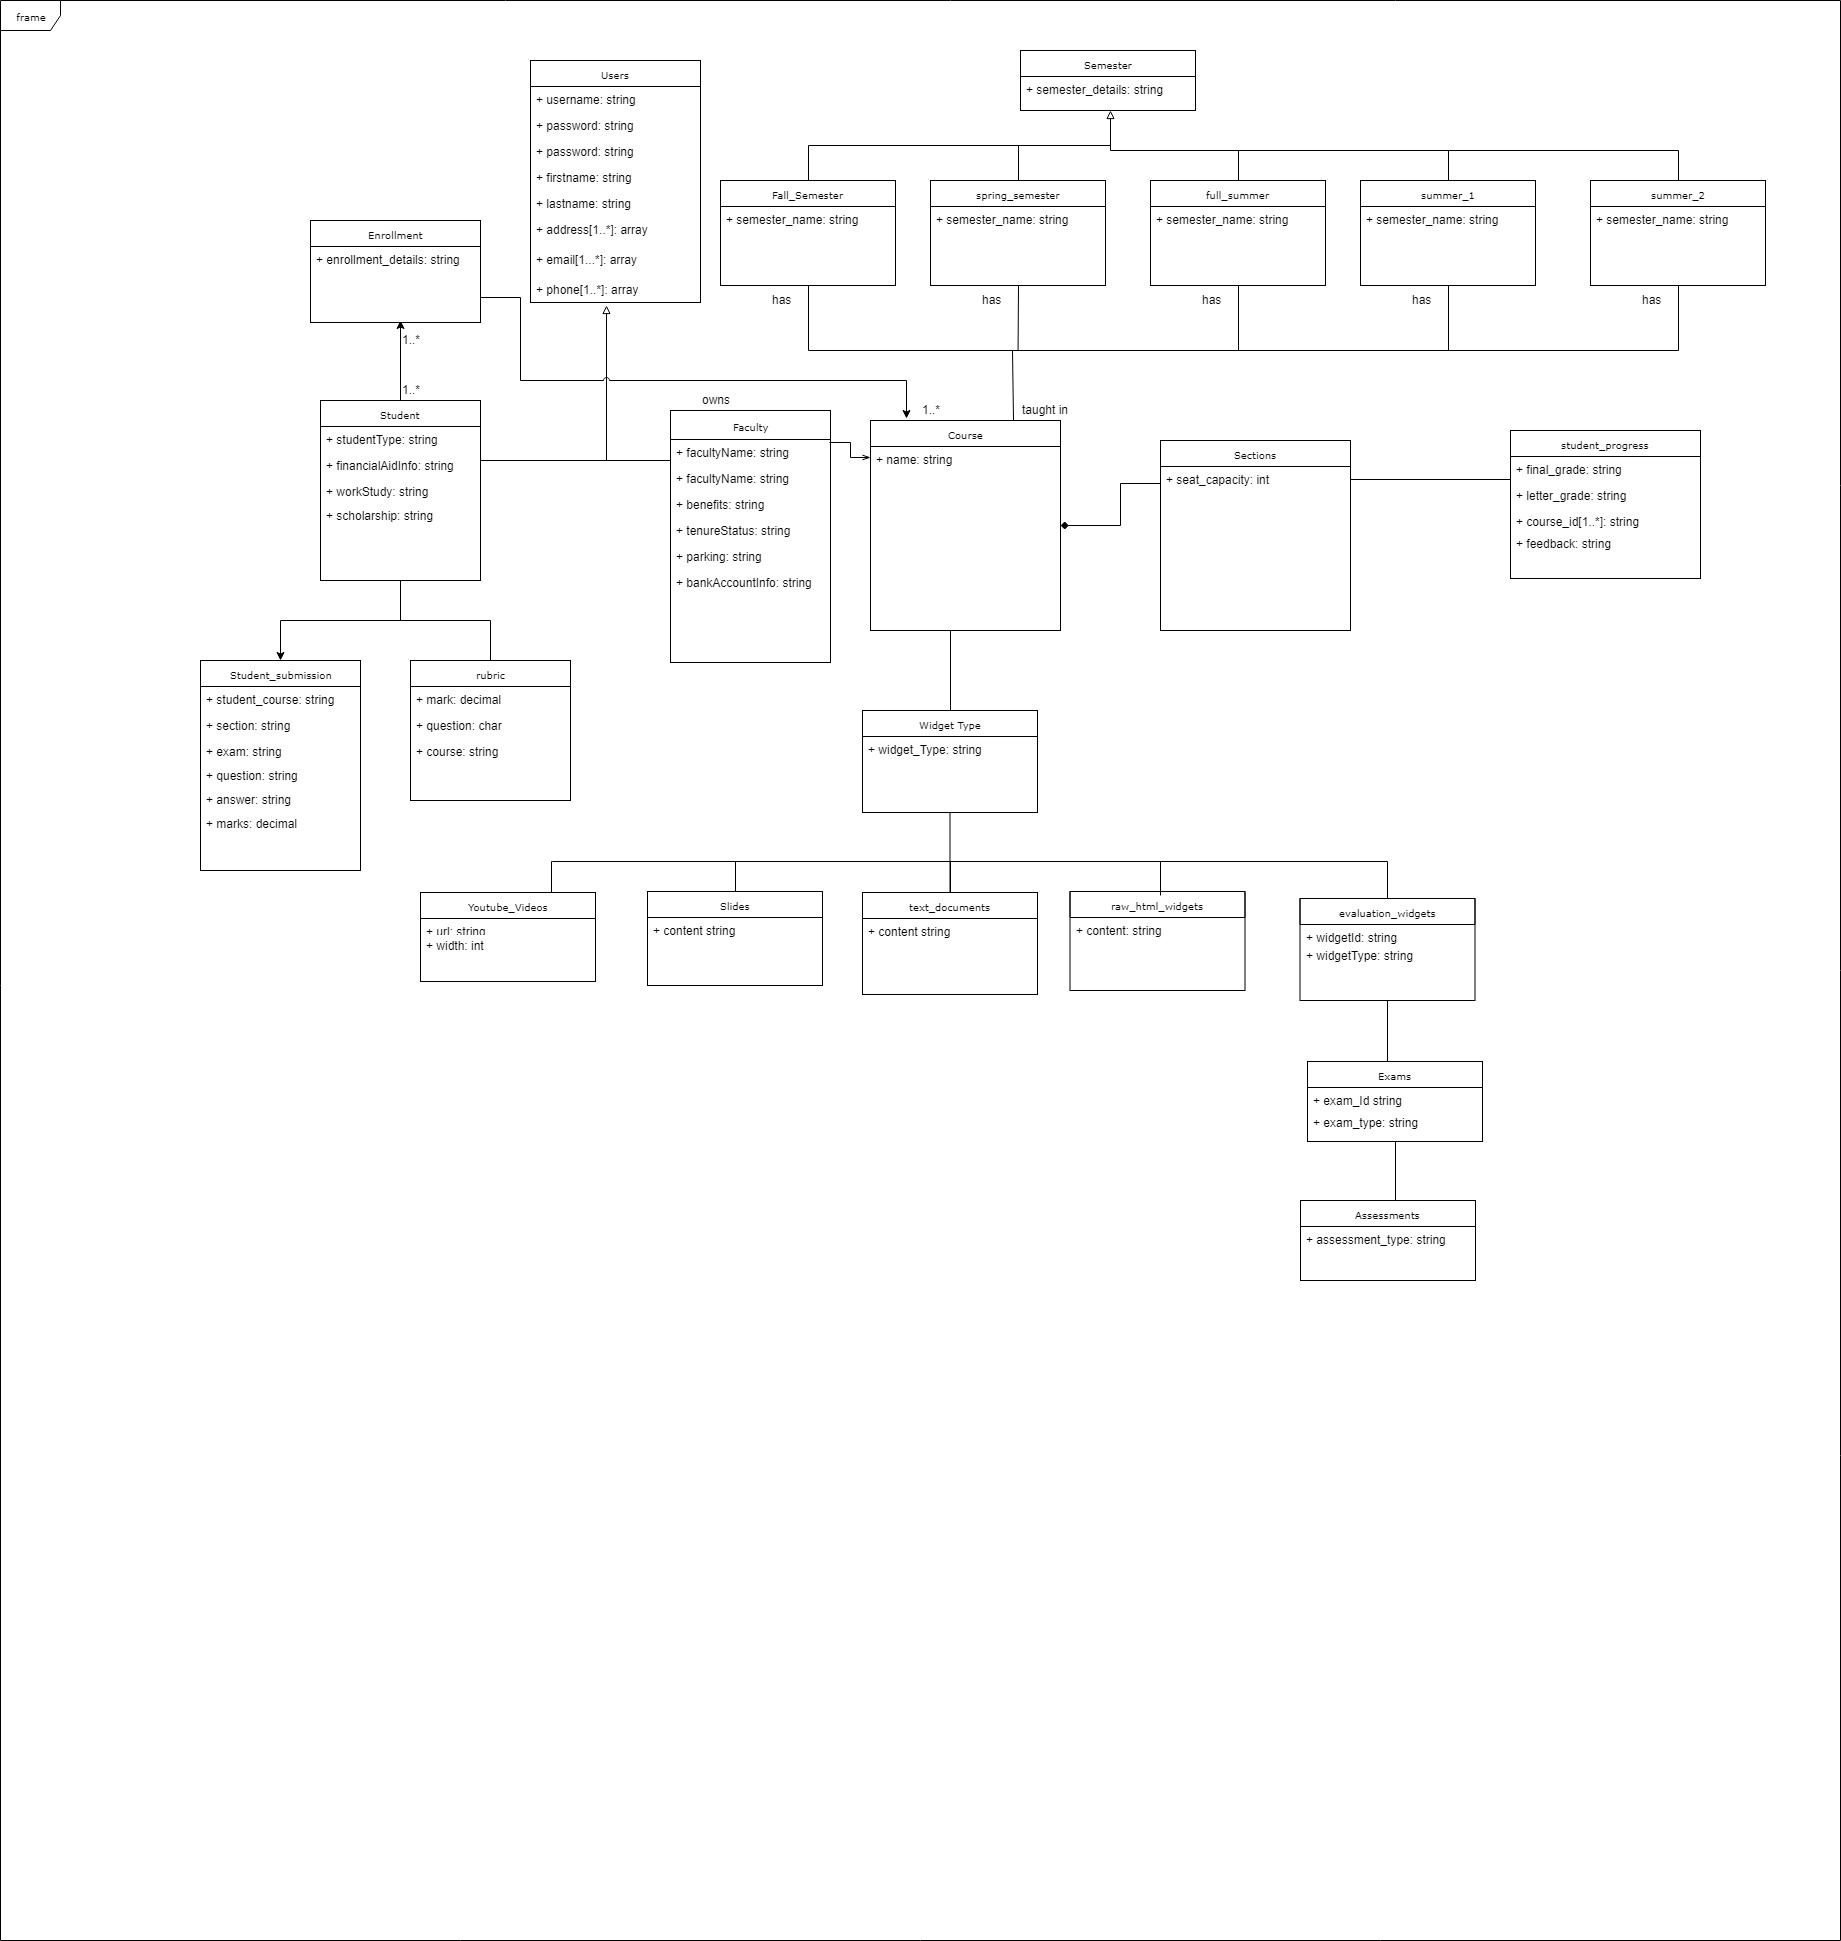 frame
Semester
+ semester_details: string
Users
+ username: string
+ password: string
+ password: string
+ firstname: string
+ lastname: string
+ address[1..*]: array
+ email[1...*]: array
+ phone[1..*]: array
Fall_Semester
+ semester_name: string
has
spring_semester
+ semester_name: string
has
full_summer
+ semester_name: string
has
summer_1
+ semester_name: string
has
summer_2
+ semester_name: string
has
Enrollment
+ enrollment_details: string
1..*
1..*
Student
+ studentType: string
+ financialAidInfo: string
+ workStudy: string
+ scholarship: string
owns
Faculty
+ facultyName: string
+ facultyName: string
+ benefits: string
+ tenureStatus: string
+ parking: string
+ bankAccountInfo: string
1..*
taught in
Course
+ name: string
Sections
+ seat_capacity: int
student_progress
+ final_grade: string
+ letter_grade: string
+ course_id[1..*]: string
+ feedback: string
Student_submission
+ student_course: string
+ section: string
+ exam: string
+ question: string
+ answer: string
+ marks: decimal
rubric
+ mark: decimal
+ question: char
+ course: string
Widget Type
+ widget_Type: string
Youtube_Videos
+ url: string
+ width: int
Slides
+ content string
text_documents
+ content string
raw_html_widgets
+ content: string
evaluation_widgets
+ widgetId: string
+ widgetType: string
Exams
+ exam_Id string
+ exam_type: string
Assessments
+ assessment_type: string